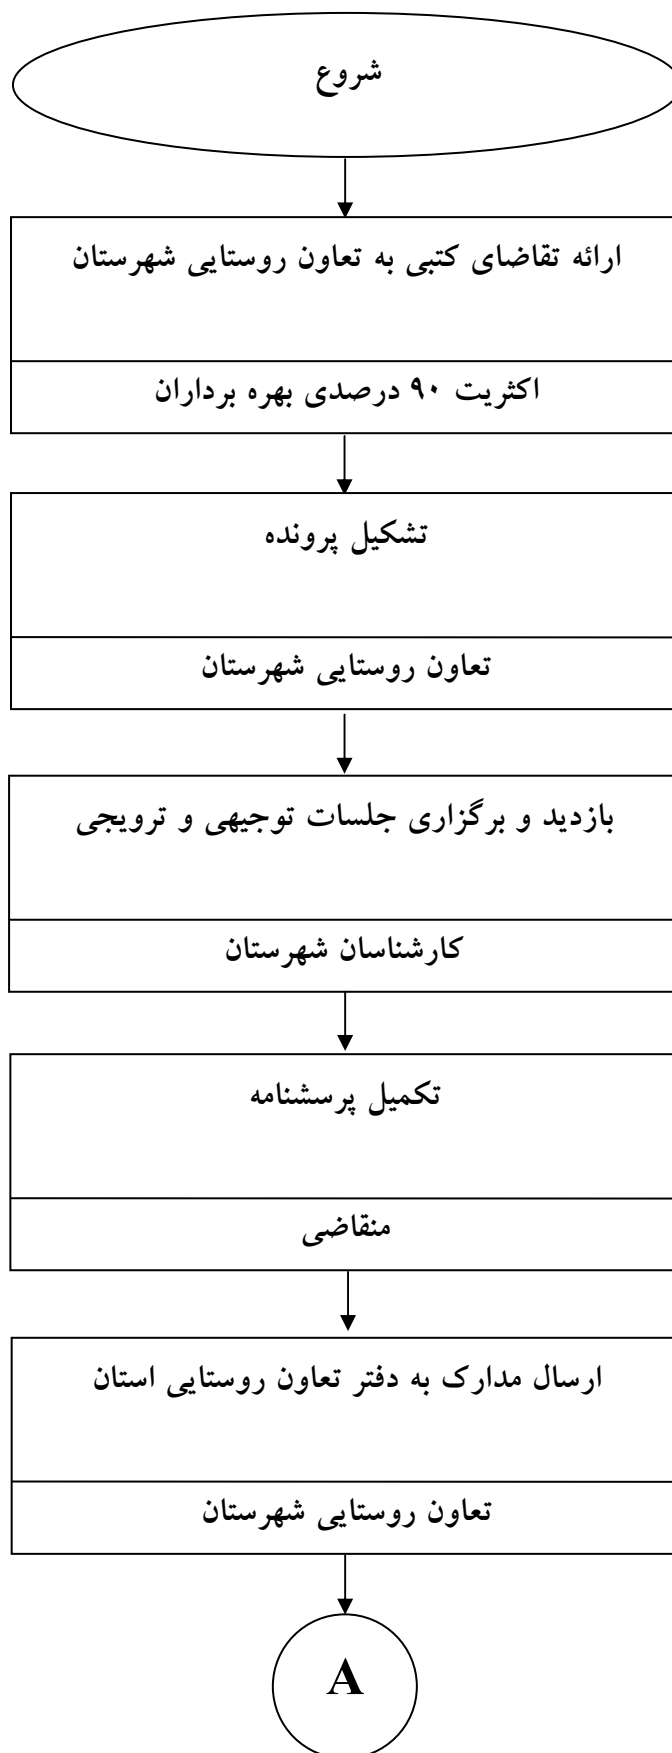 شروع
ارائه تقاضای کتبی به تعاون روستایی شهرستان
اکثریت ۹۰ درصدی بهره برداران
تشکیل پرونده
تعاون روستایی شهرستان
بازدید و برگزاری جلسات توجیهی و ترویجی
کارشناسان شهرستان
تکمیل پرسشنامه
منقاضی
ارسال مدارک به دفتر تعاون روستایی استان
تعاون روستایی شهرستان
A